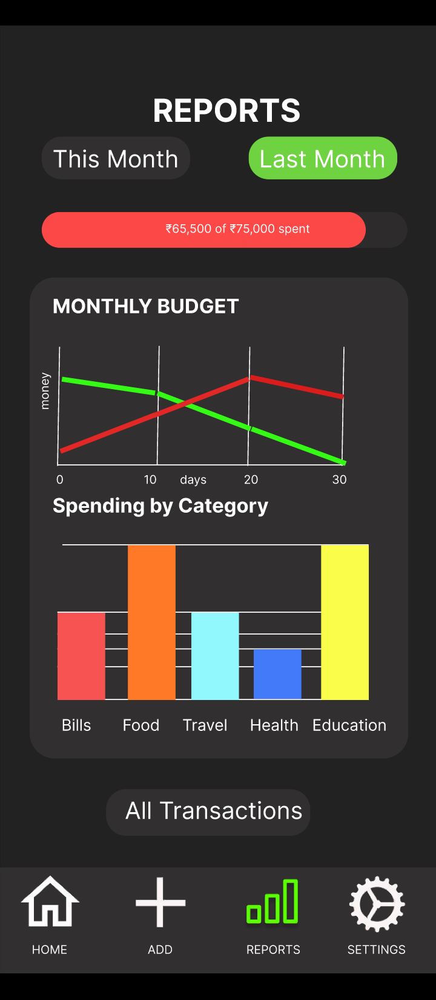 REPORTS
This Month
Last Month
₹65,500 of ₹75,000 spent
MONTHLY BUDGET
money
0 10 days 20 30
Spending by Category
Bills Food Travel Health Education
All Transactions
HOME ADD REPORTS SETTINGS